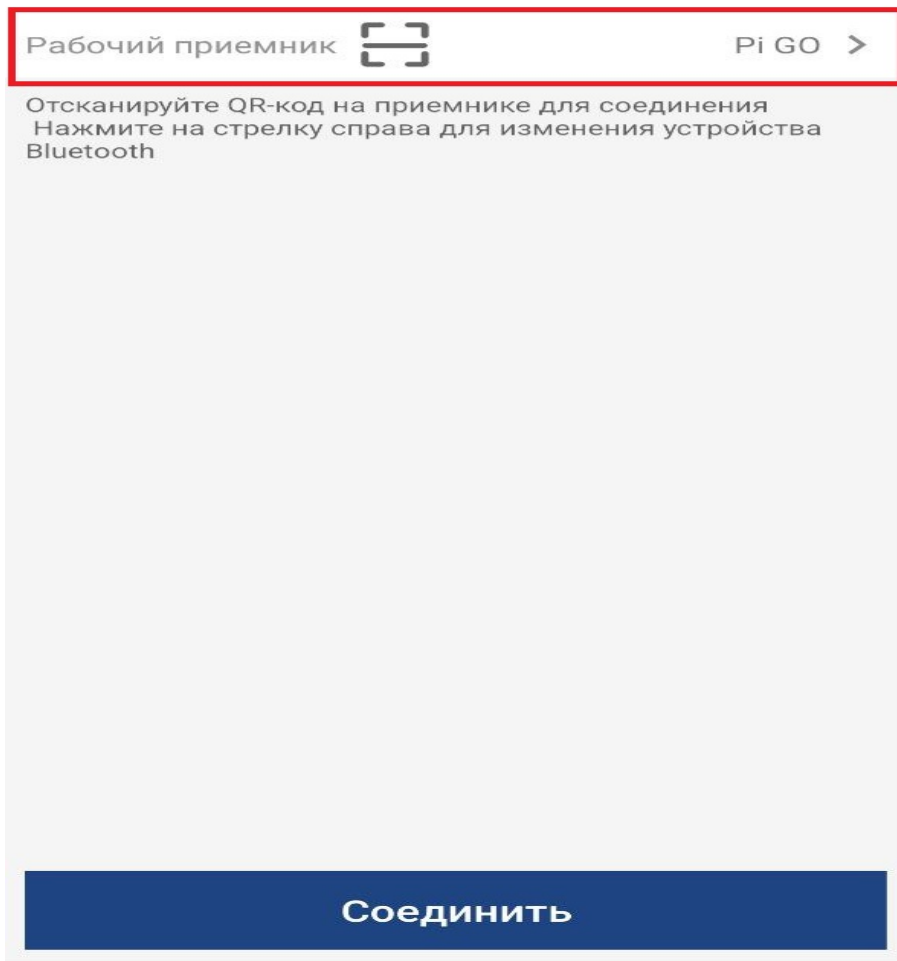 Рабочий приемник Pi GO >
Отсканируйте QR-код на приемнике для соединения
Нажмите на стрелку справа для изменения устройства
Bluetooth
Соединить